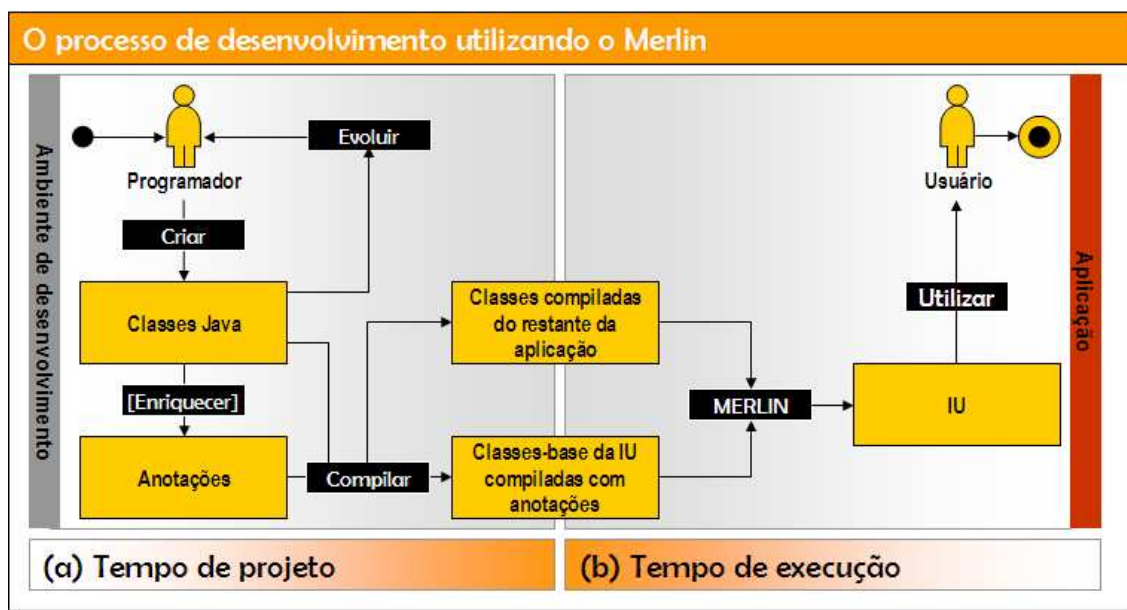 O processo de desenvolvimento utilizando o Merlin
Ambiente de desenvolvimento
Programador
Evoluir
Criar
Classes Java
[Enriquecer]
Anotações
Compilar
Classes compiladas
do restante da
aplicação
Classes-base da IU
compiladas com
anotações
MERLIN
IU
Utilizar
Usuário
Aplicação
(a) Tempo de projeto
(b) Tempo de execução